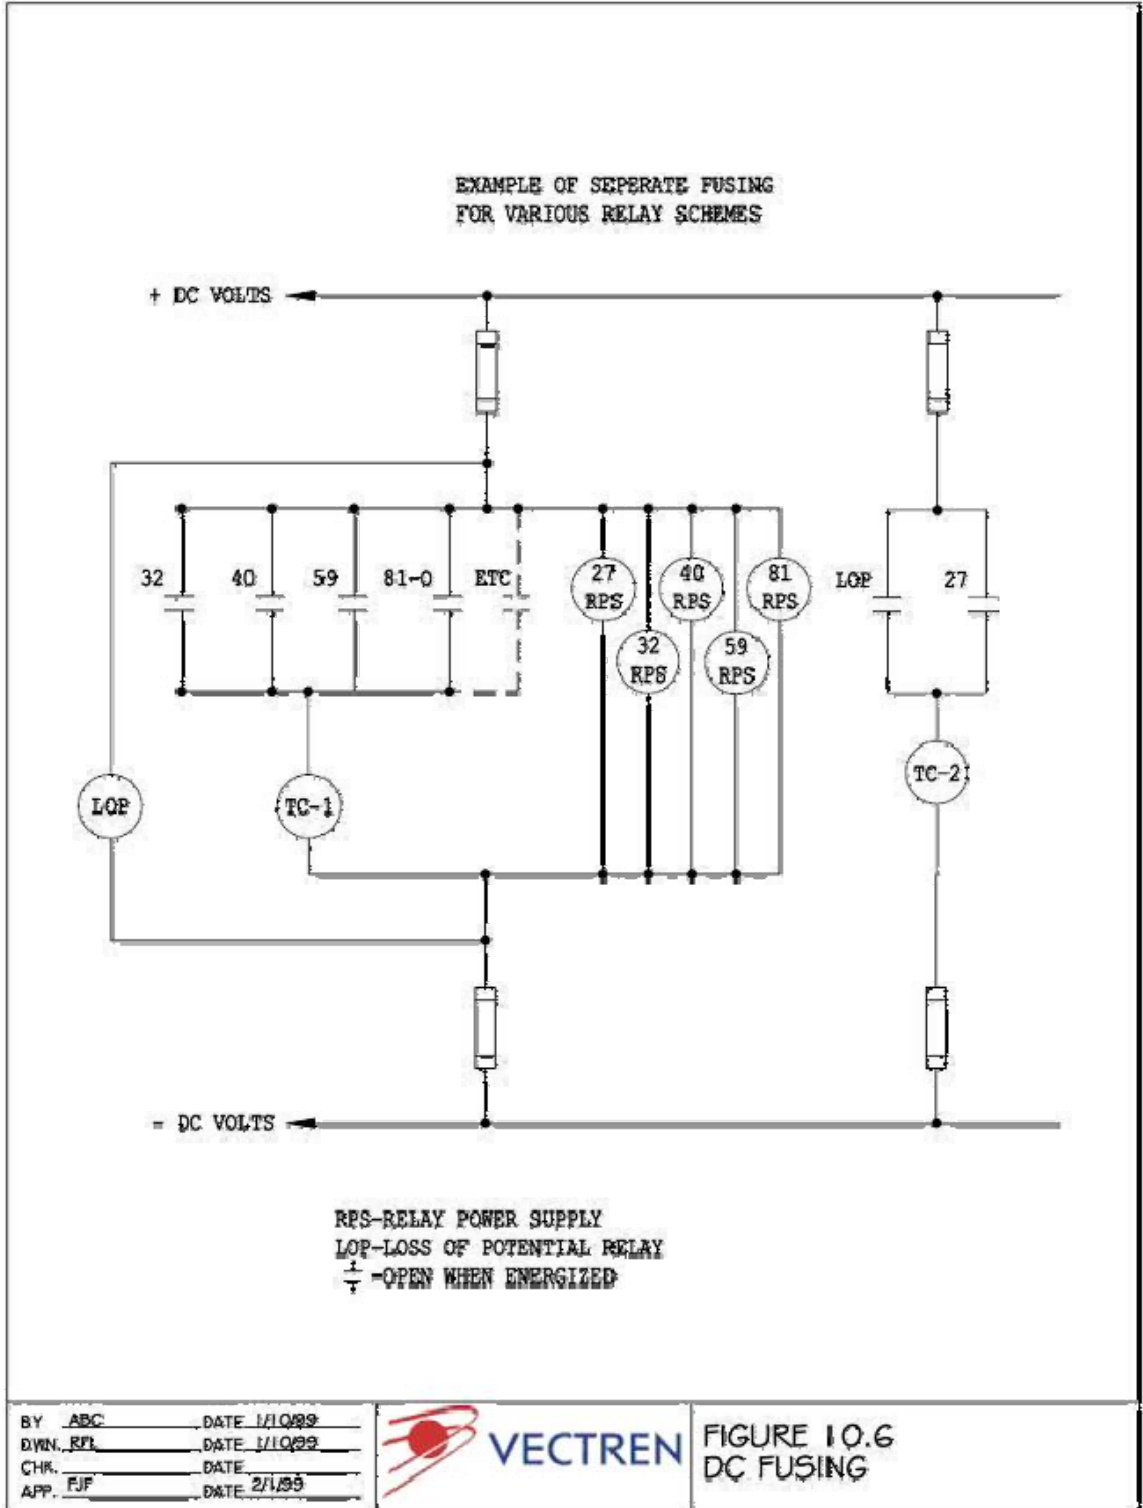 EXAMPLE OF SEPERATE FUSING
FOR VARIOUS RELAY SCHEMES
+ DC VOLTS
32
40
59
81-O
ETC
27
RPS
40
RPS
81
RPS
32
RPS
59
RPS
LOP
27
LOP
TC-1
TC-2
- DC VOLTS
RPS-RELAY POWER SUPPLY
LOP-LOSS OF POTENTIAL RELAY
=OPEN WHEN ENERGIZED
BY ABC DATE 1/10/99
DWN. RFL DATE 1/10/99
CHK. DATE
APP. FJF DATE 2/1/99
VECTREN
FIGURE 10.6
DC FUSING